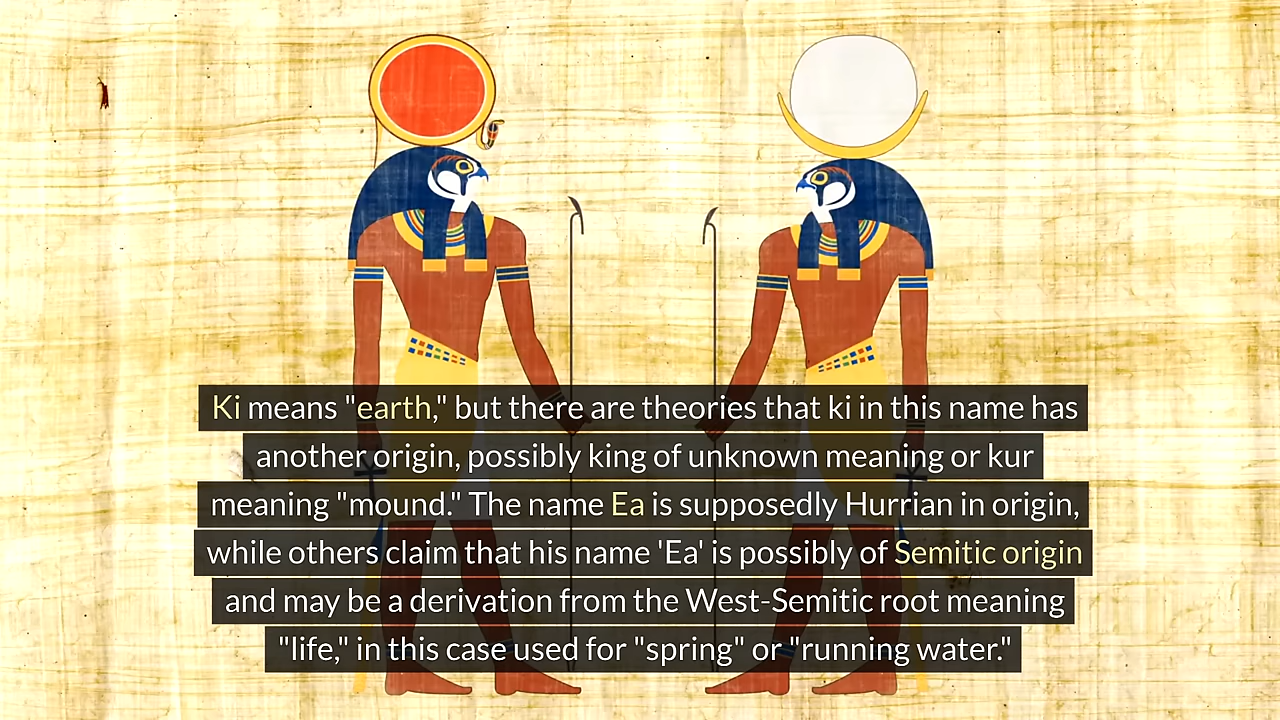 Ki means "earth," but there are theories that ki in this name has
another origin, possibly king of unknown meaning or kur
meaning "mound." The name Ea is supposedly Hurrian in origin,
while others claim that his name 'Ea' is possibly of Semitic origin
and may be a derivation from the West-Semitic root meaning
"life," in this case used for "spring" or "running water."